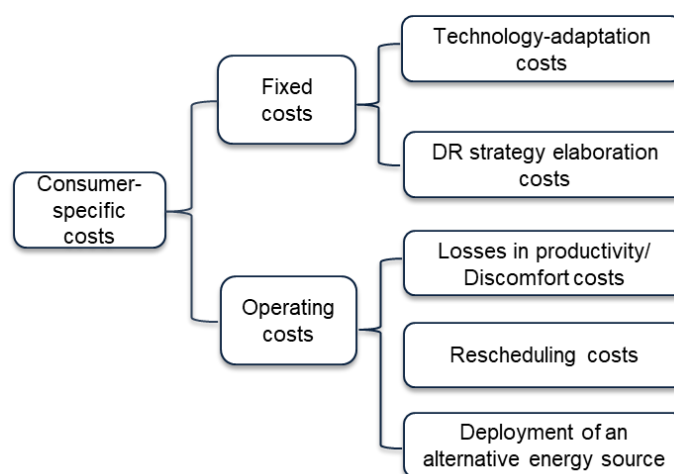 Consumer-
specific
costs
Fixed
costs
Technology-adaptation
costs
DR strategy elaboration
costs
Operating
costs
Losses in productivity/
Discomfort costs
Rescheduling costs
Deployment of an
alternative energy source